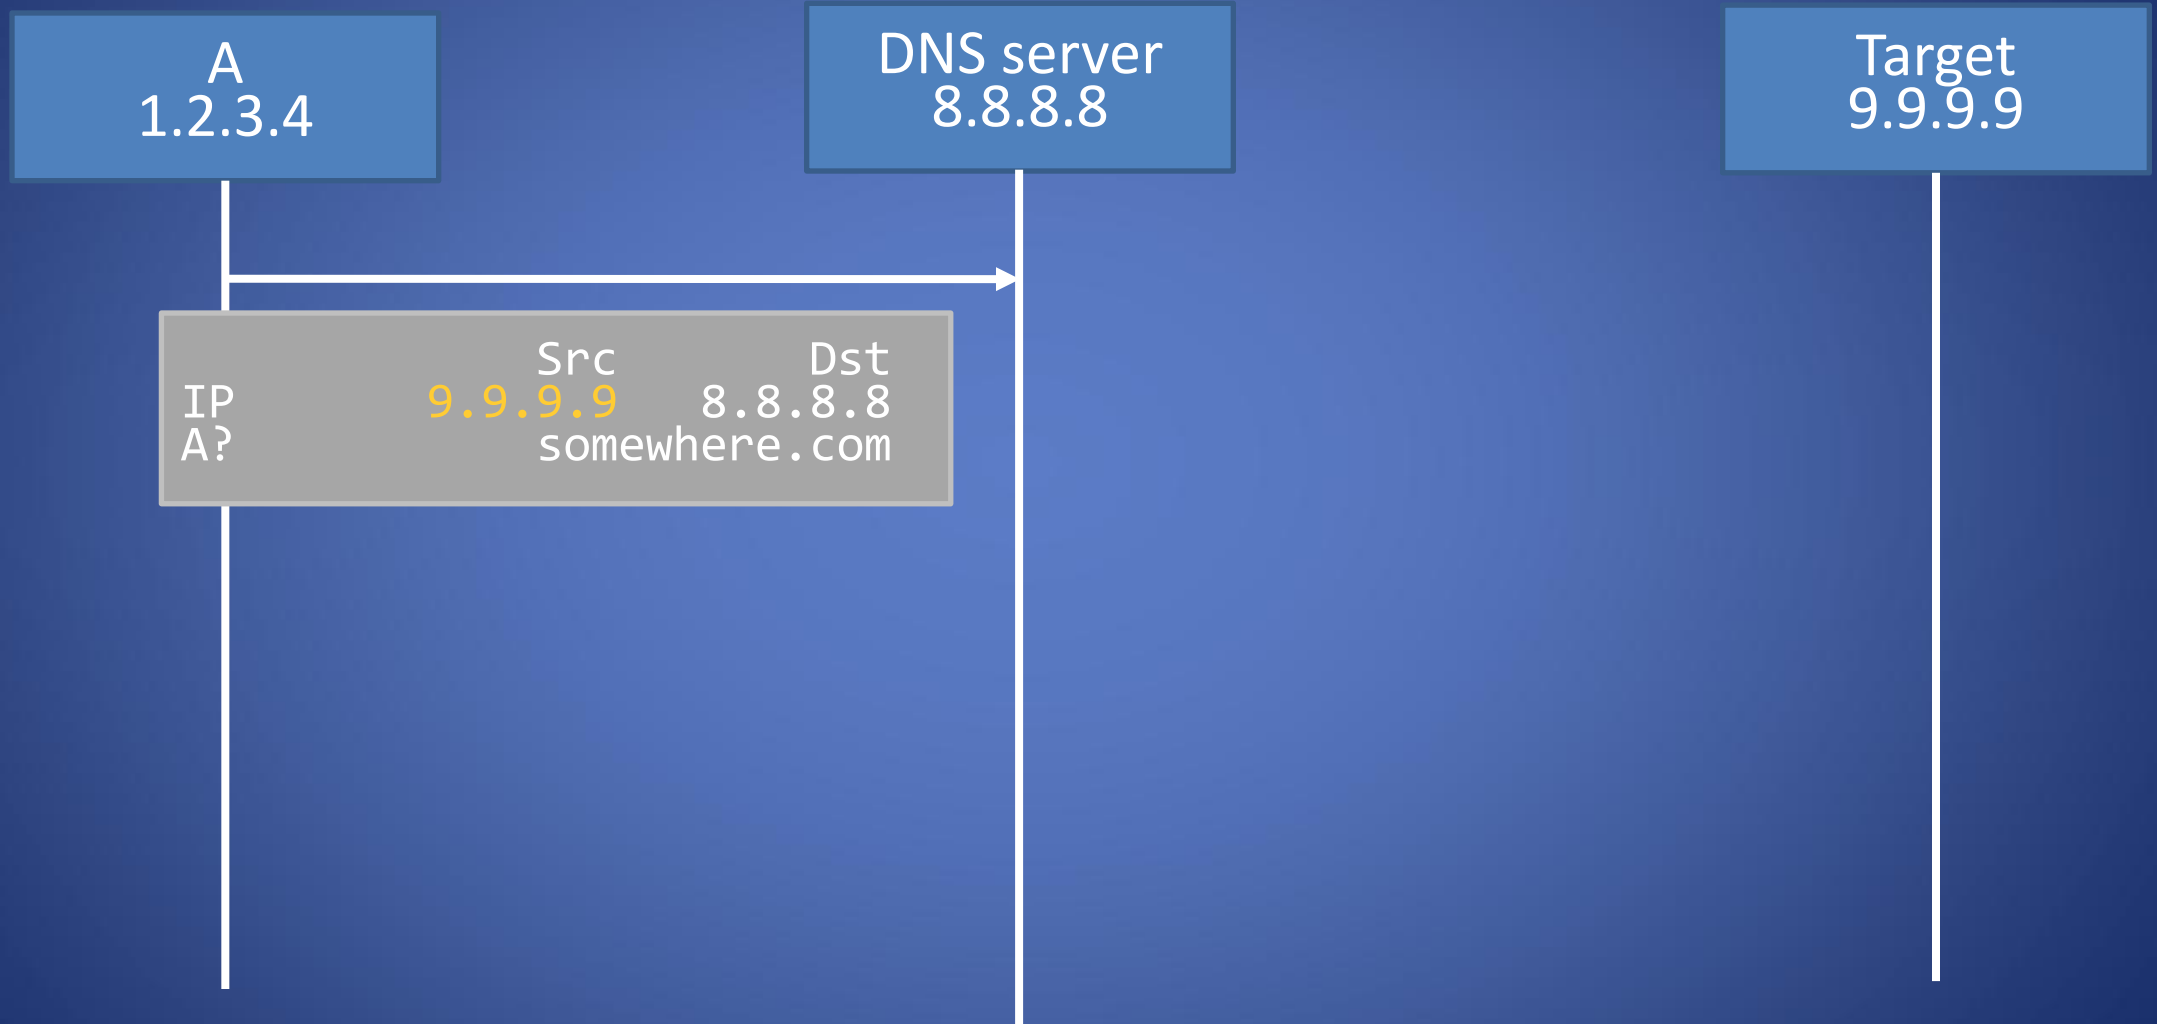 A
1.2.3.4
DNS server
8.8.8.8
Target
9.9.9.9
Src Dst
IP 9.9.9.9 8.8.8.8
A? somewhere.com